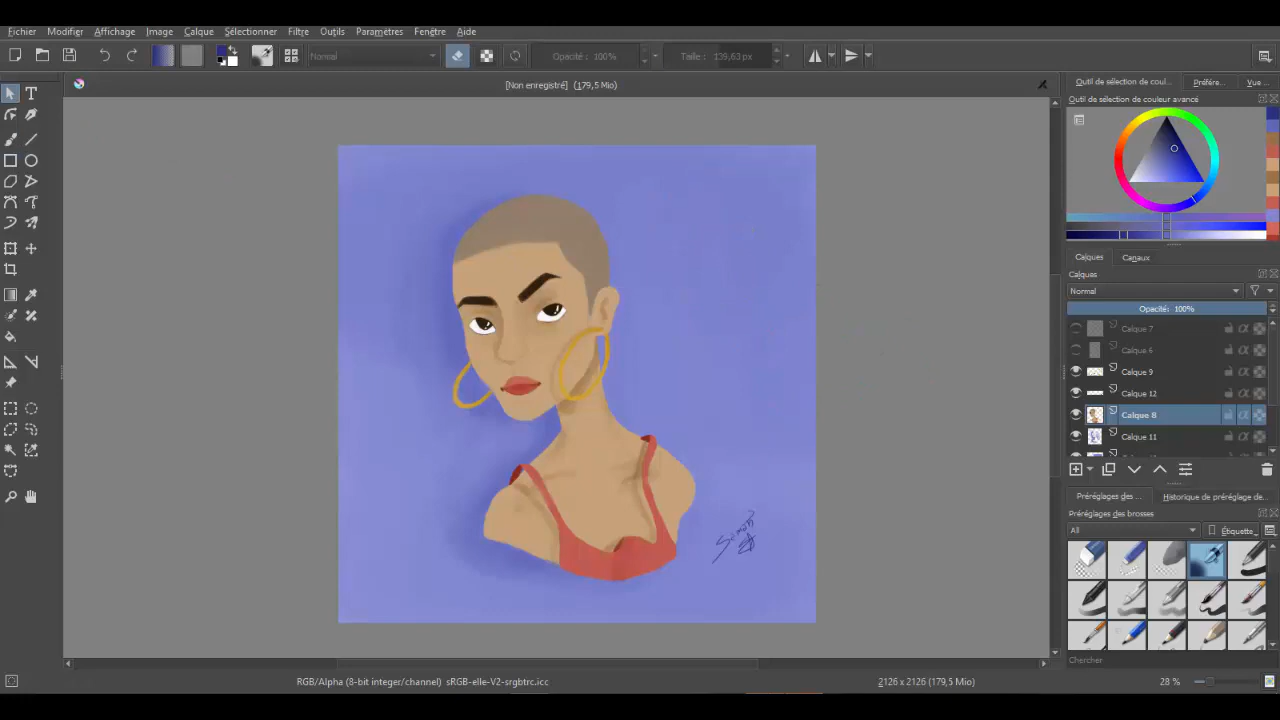 Fichier Modifier Affichage Image Calque Sélectionner Filtre Outils Paramètres Fenêtre Aide
Normal Opacité : 100% Taille : 139,63 px
[Non enregistré] (179,5 Mio)
Outil de sélection de coul... Préfére... Vue ...
Outil de sélection de couleur avancé
Calques Canaux
Calques
Normal
Opacité : 100%
Calque 7
Calque 6
Calque 9
Calque 12
Calque 8
Calque 11
Préréglages des ... Historique de préréglage de...
Préréglages des brosses
All Étiquette
Chercher
RGB/Alpha (8-bit integer/channel) sRGB-elle-V2-srgbtrc.icc 2126 x 2126 (179,5 Mio) 28 %